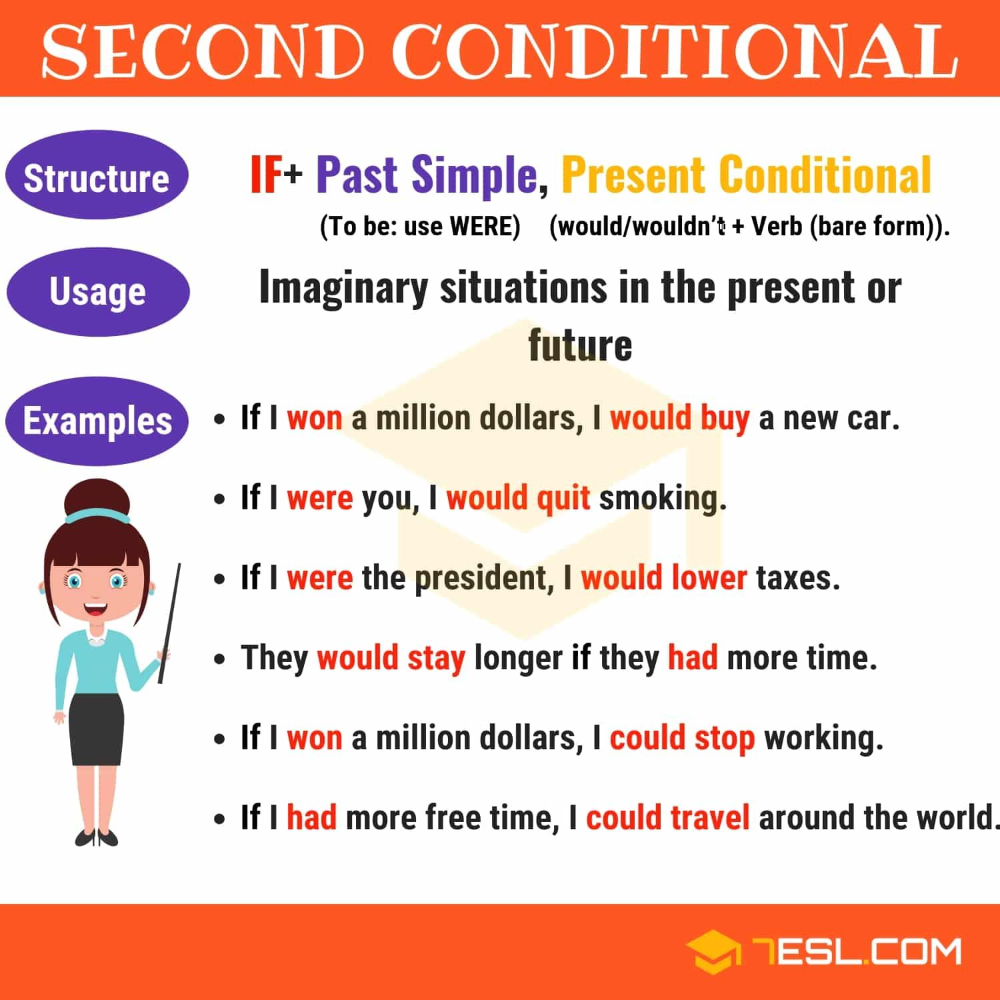 SECOND CONDITIONAL
Structure
IF+ Past Simple, Present Conditional
(To be: use WERE) (would/wouldn't + Verb (bare form)).
Usage
Imaginary situations in the present or
future
Examples
• If I won a million dollars, I would buy a new car.
• If I were you, I would quit smoking.
• If I were the president, I would lower taxes.
• They would stay longer if they had more time.
• If I won a million dollars, I could stop working.
• If I had more free time, I could travel around the world.
7ESL.COM